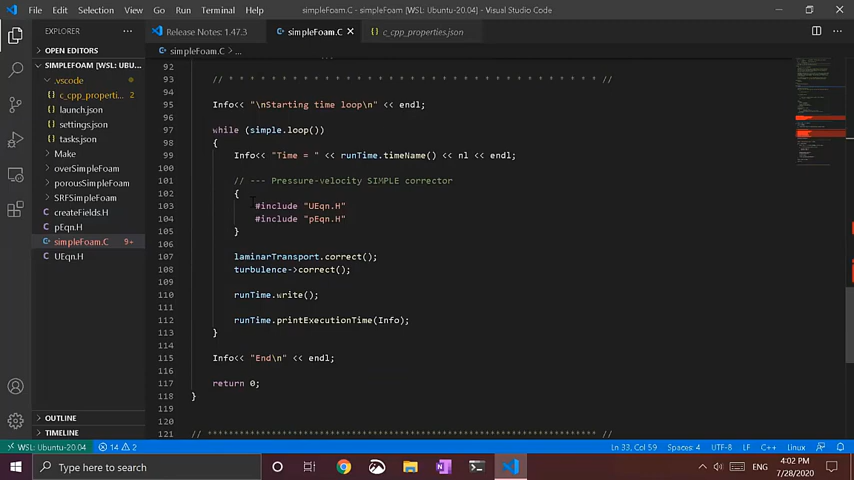 File Edit Selection View Go Run Terminal Help simpleFoam.C [WSL: Ubuntu-20.04] - Visual Studio Code
EXPLORER
Release Notes: 1.47.3
simpleFoam.C
c_cpp_properties.json
OPEN EDITORS
simpleFoam.C > ...
SIMPLEFOAM [WSL: UBU...
.vscode
c_cpp_properti... 2
launch.json
settings.json
tasks.json
Make
overSimpleFoam
porousSimpleFoam
SRFSimpleFoam
createFields.H
pEqn.H
simpleFoam.C 9+
UEqn.H
OUTLINE
TIMELINE
92
93 // * * * * * * * * * * * * * * * * * * * * * * * * * * * * * * * * * * * //
94
95 Info<< "\nStarting time loop\n" << endl;
96
97 while (simple.loop())
98 {
99 Info<< "Time = " << runTime.timeName() << nl << endl;
100
101 // --- Pressure-velocity SIMPLE corrector
102 {
103 #include "UEqn.H"
104 #include "pEqn.H"
105 }
106
107 laminarTransport.correct();
108 turbulence->correct();
109
110 runTime.write();
111
112 runTime.printExecutionTime(Info);
113 }
114
115 Info<< "End\n" << endl;
116
117 return 0;
118 }
119
120
121 // ************************************************************************* //
WSL: Ubuntu-20.04 14 2 Ln 33, Col 59 Spaces: 4 UTF-8 LF C++ Linux
Type here to search
ENG
4:02 PM
7/28/2020